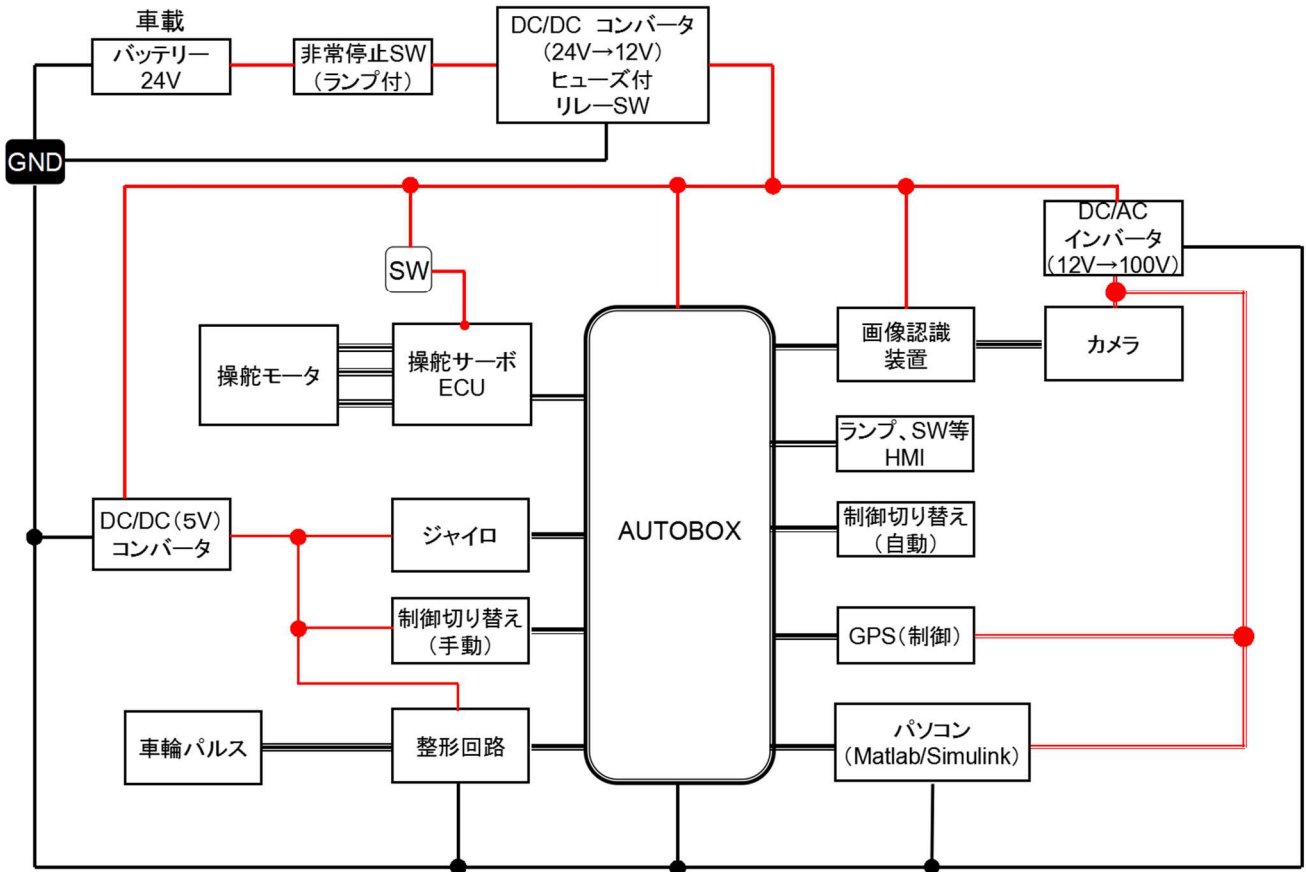 車載
バッテリー
24V
非常停止SW
（ランプ付）
DC/DC コンバータ
（24V→12V）
ヒューズ付
リレーSW
GND
DC/AC
インバータ
（12V→100V）
SW
操舵モータ
操舵サーボ
ECU
画像認識
装置
カメラ
ランプ、SW等
HMI
DC/DC（5V）
コンバータ
ジャイロ
AUTOBOX
制御切り替え
（自動）
制御切り替え
（手動）
GPS（制御）
車輪パルス
整形回路
パソコン
（Matlab/Simulink）